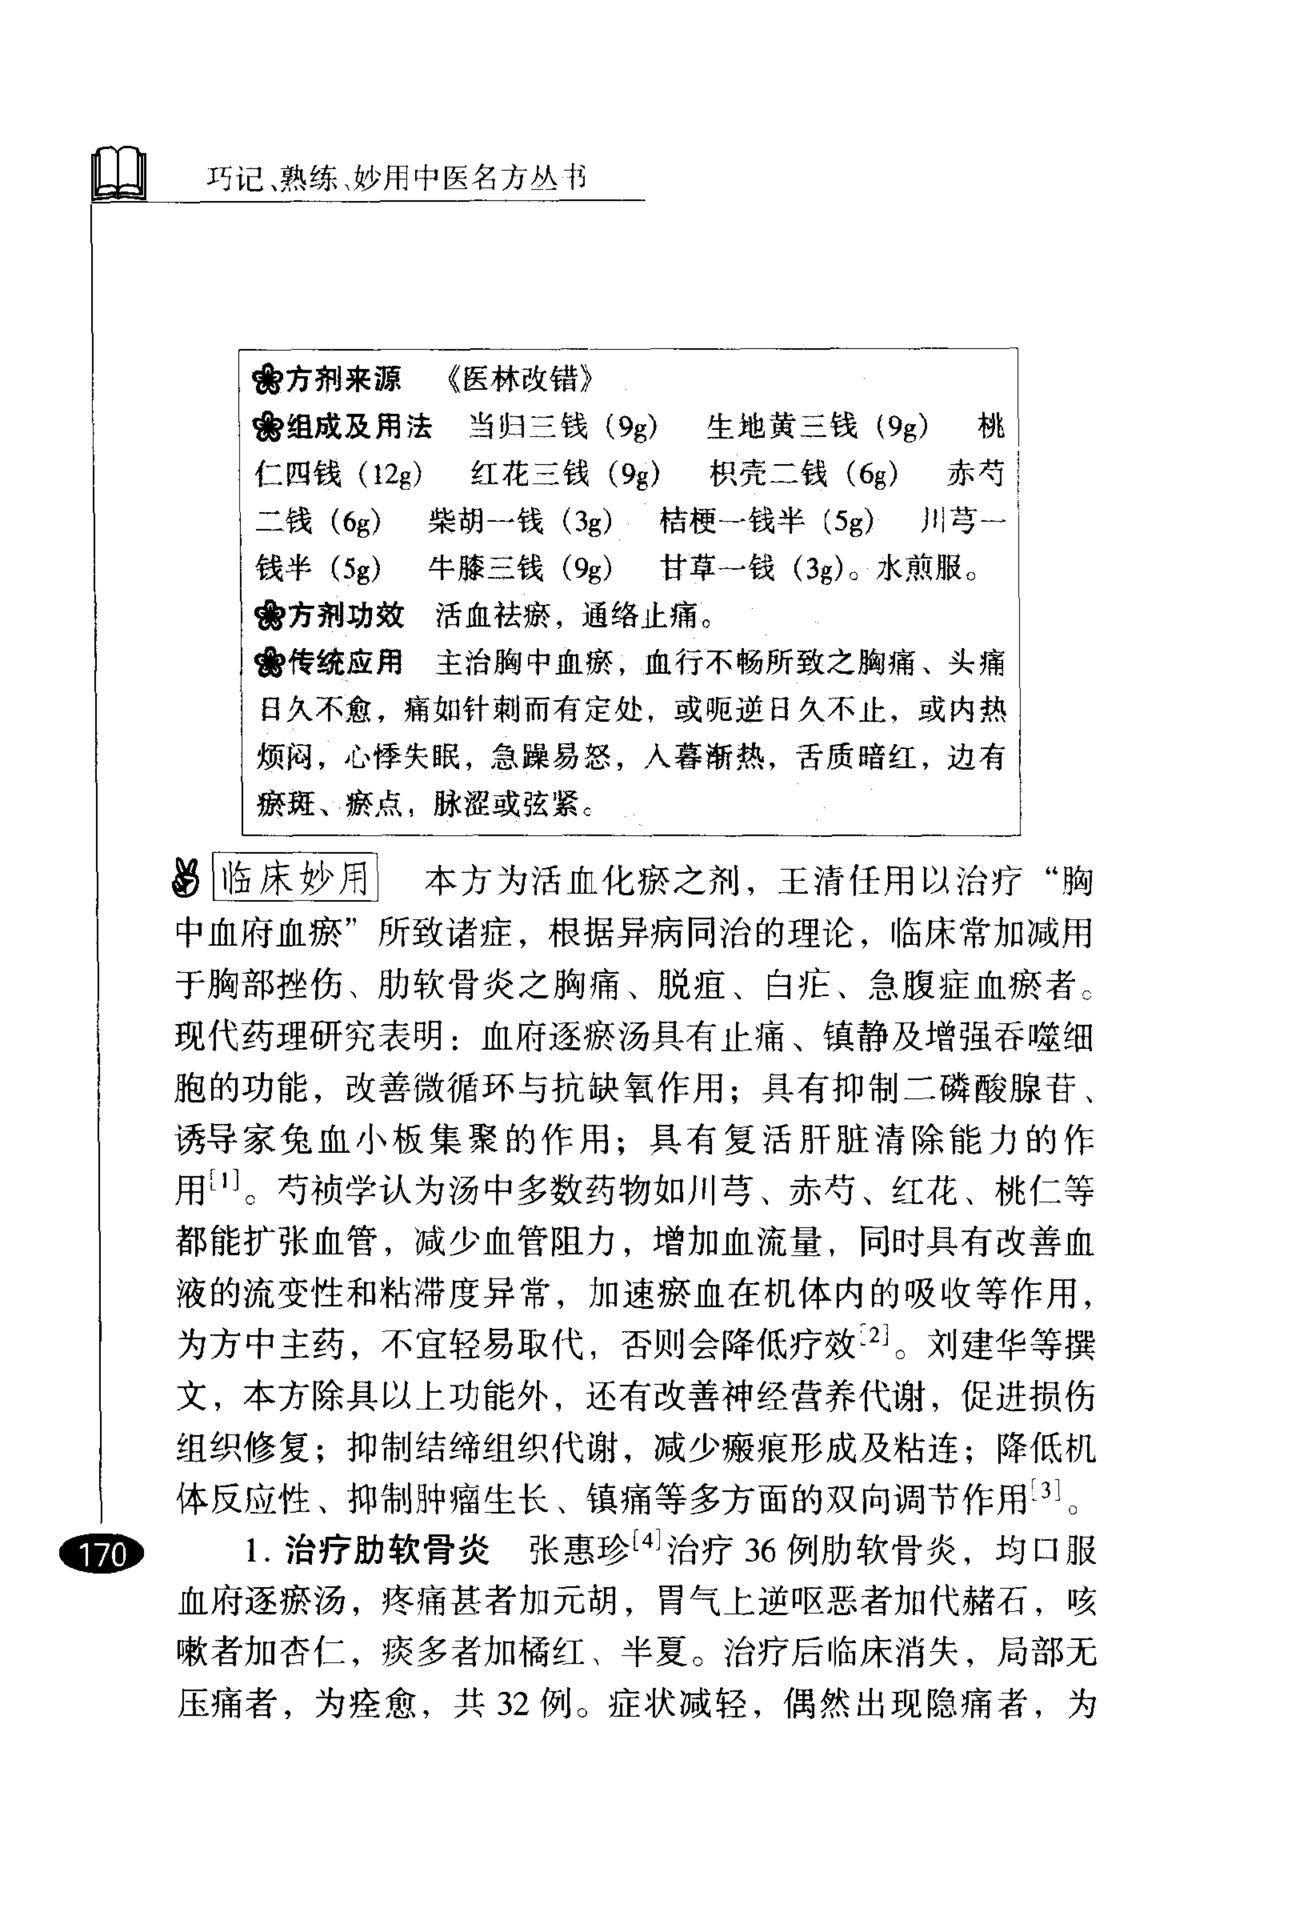 巧记、熟练、妙用中医名方丛书
方剂来源 《医林改错》
组成及用法 当归三钱（9g） 生地黄三钱（9g） 桃
仁四钱（12g） 红花三钱（9g） 枳壳二钱（6g） 赤芍
二钱（6g） 柴胡一钱（3g） 桔梗一钱半（5g） 川芎一
钱半（5g） 牛膝三钱（9g） 甘草一钱（3g）。水煎服。
方剂功效 活血祛瘀，通络止痛。
传统应用 主治胸中血瘀，血行不畅所致之胸痛、头痛
日久不愈，痛如针刺而有定处，或呃逆日久不止，或内热
烦闷，心悸失眠，急躁易怒，入暮渐热，舌质暗红，边有
瘀斑、瘀点，脉涩或弦紧。
临床妙用 本方为活血化瘀之剂，王清任用以治疗“胸
中血府血瘀”所致诸症，根据异病同治的理论，临床常加减用
于胸部挫伤、肋软骨炎之胸痛、脱疽、白疕、急腹症血瘀者。
现代药理研究表明：血府逐瘀汤具有止痛、镇静及增强吞噬细
胞的功能，改善微循环与抗缺氧作用；具有抑制二磷酸腺苷、
诱导家兔血小板集聚的作用；具有复活肝脏清除能力的作
用[1]。芍祯学认为汤中多数药物如川芎、赤芍、红花、桃仁等
都能扩张血管，减少血管阻力，增加血流量，同时具有改善血
液的流变性和粘滞度异常，加速瘀血在机体内的吸收等作用，
为方中主药，不宜轻易取代，否则会降低疗效[2]。刘建华等撰
文，本方除具以上功能外，还有改善神经营养代谢，促进损伤
组织修复；抑制结缔组织代谢，减少瘢痕形成及粘连；降低机
体反应性、抑制肿瘤生长、镇痛等多方面的双向调节作用[3]。
170
1. 治疗肋软骨炎 张惠珍[4]治疗 36 例肋软骨炎，均口服
血府逐瘀汤，疼痛甚者加元胡，胃气上逆呕恶者加代赭石，咳
嗽者加杏仁，痰多者加橘红、半夏。治疗后临床消失，局部无
压痛者，为痊愈，共 32 例。症状减轻，偶然出现隐痛者，为